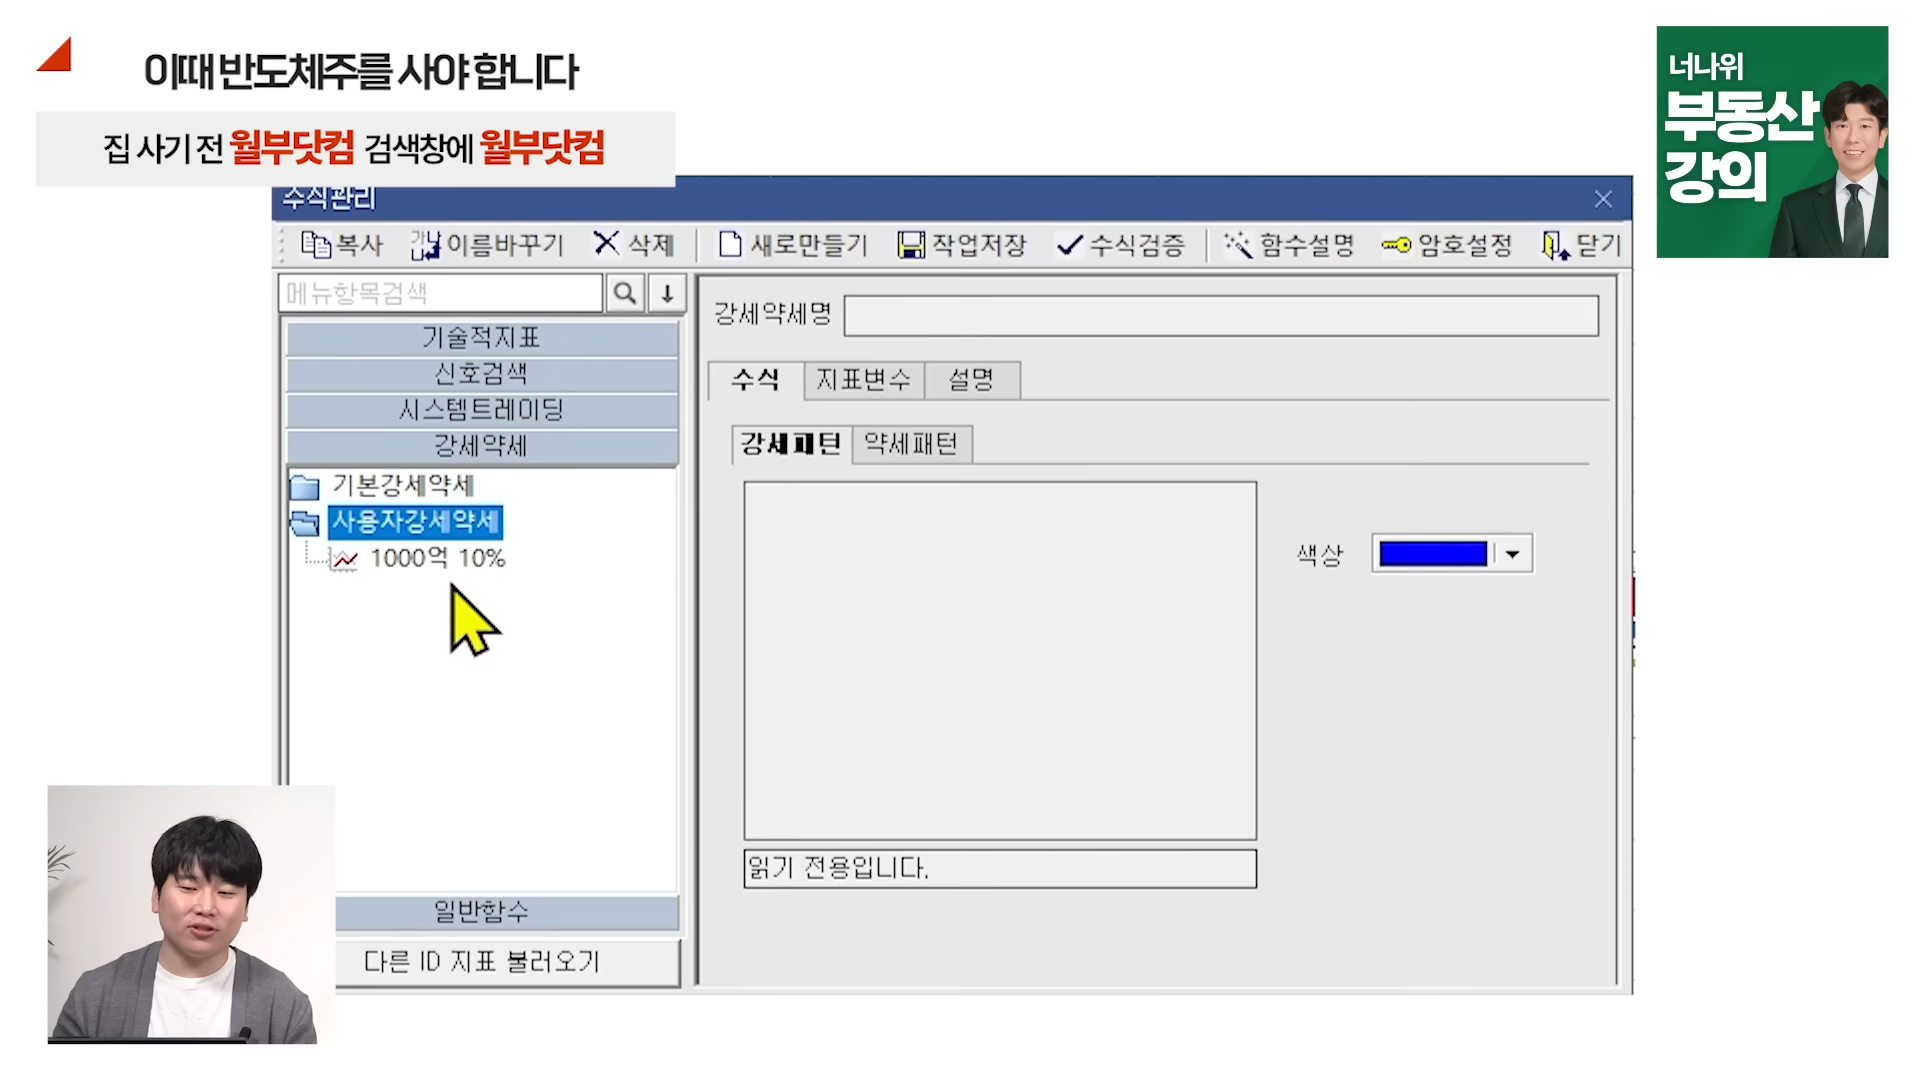 이때 반도체주를 사야 합니다
집 사기 전 월부닷컴 검색창에 월부닷컴
너나위
부동산
강의
수식관리
복사 이름바꾸기 삭제 새로만들기 작업저장 수식검증 함수설명 암호설정 닫기
메뉴항목검색
기술적지표
신호검색
시스템트레이딩
강세약세
기본강세약세
사용자강세약세
1000억 10%
일반함수
다른 ID 지표 불러오기
강세약세명
수식 지표변수 설명
강세패턴 약세패턴
색상
읽기 전용입니다.